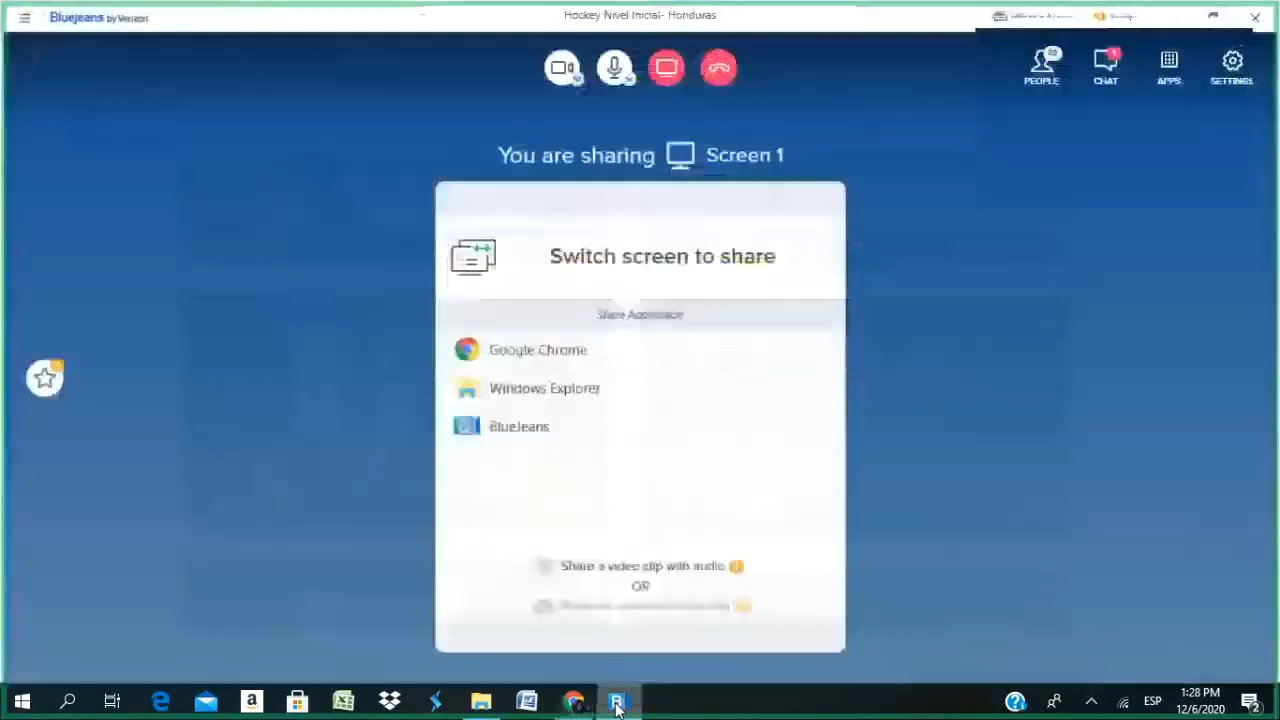 Bluejeans by Verizon
Hockey Nivel Inicial- Honduras
PEOPLE
CHAT
APPS
SETTINGS
You are sharing Screen 1
Switch screen to share
Share Application
Google Chrome
Windows Explorer
BlueJeans
Share a video clip with audio
OR
ESP
1:28 PM
12/6/2020
2